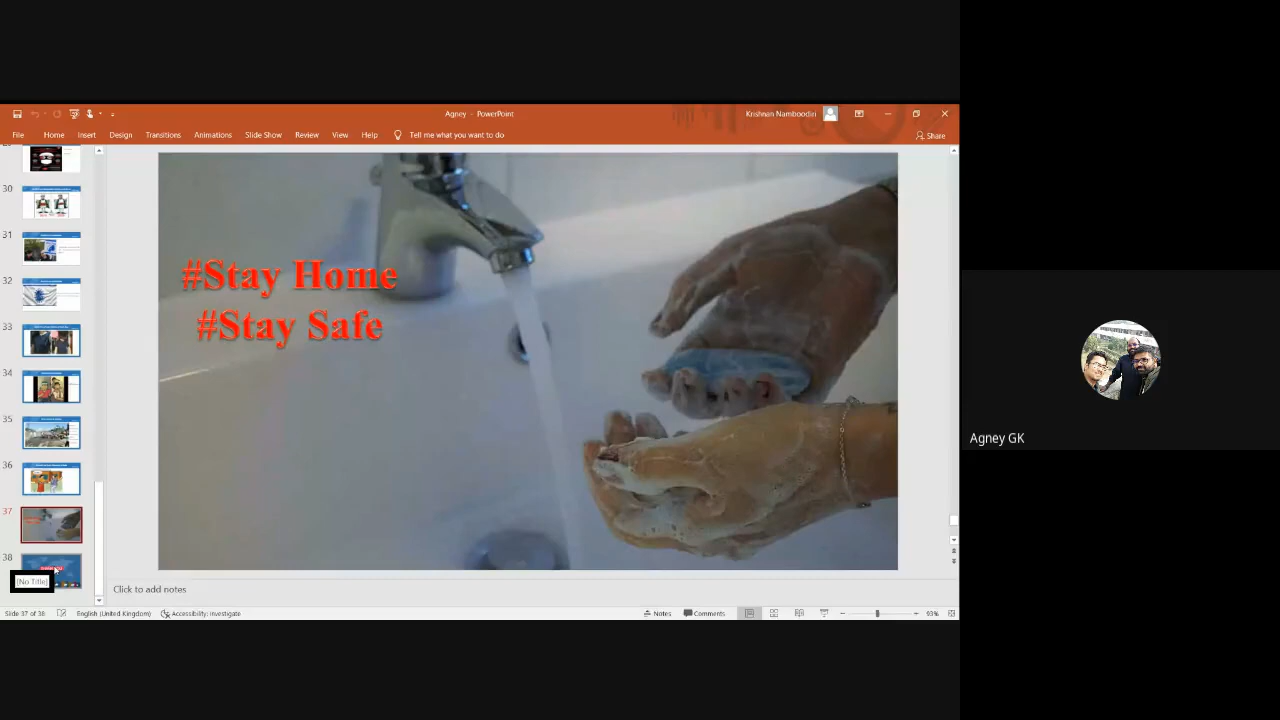 Agney - PowerPoint
Krishnan Namboodiri
File Home Insert Design Transitions Animations Slide Show Review View Help Tell me what you want to do
Share
30
31
32
33
34
35
36
37
38
[No Title]
#Stay Home
#Stay Safe
Click to add notes
Slide 37 of 38 English (United Kingdom) Accessibility: Investigate Notes Comments 93%
Agney GK